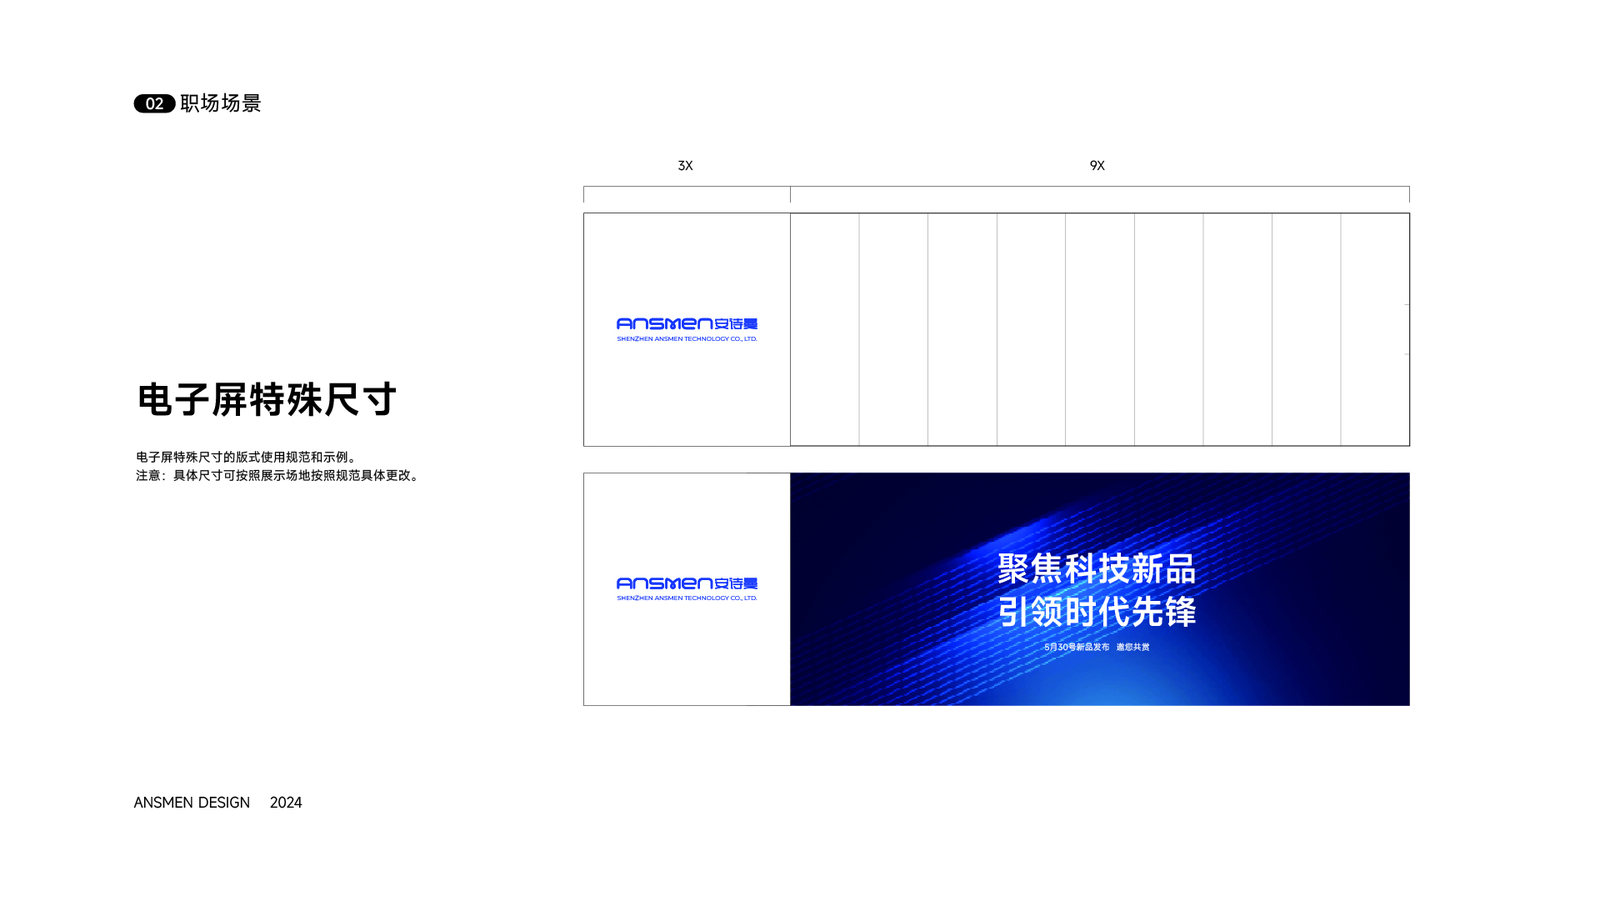 02 职场场景
3X
9X
ANSMEN安诗曼
SHENZHEN ANSMEN TECHNOLOGY CO., LTD.
电子屏特殊尺寸
电子屏特殊尺寸的版式使用规范和示例。
注意：具体尺寸可按照展示场地按照规范具体更改。
ANSMEN安诗曼
SHENZHEN ANSMEN TECHNOLOGY CO., LTD.
聚焦科技新品
引领时代先锋
5月30号新品发布 邀您共赏
ANSMEN DESIGN 2024